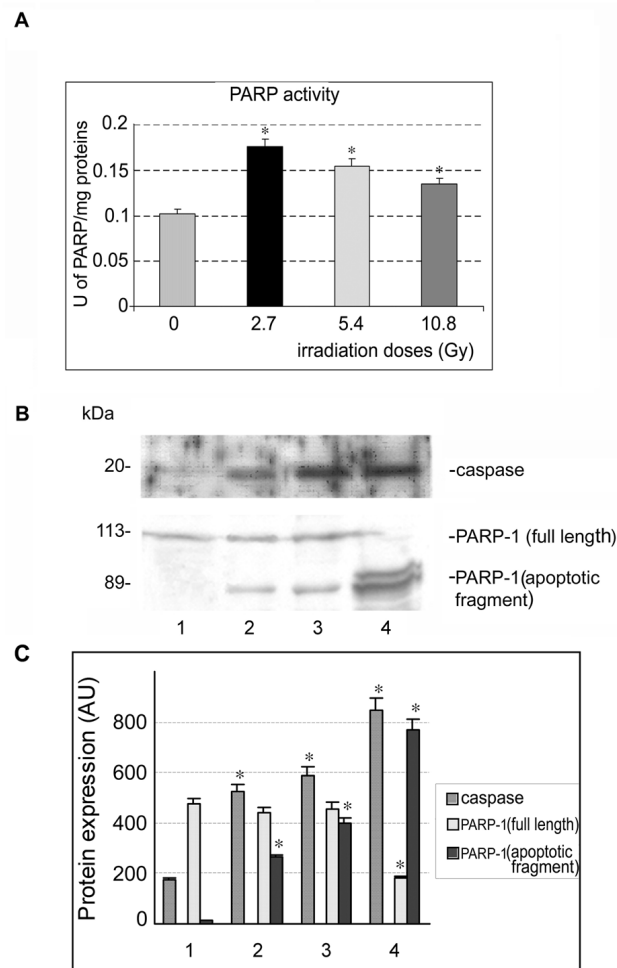 A
PARP activity
U of PARP/mg proteins
0.2
*
*
*
0.15
0.1
0.05
0
0 2.7 5.4 10.8
irradiation doses (Gy)
B
kDa
20- -caspase
113- -PARP-1 (full length)
89- -PARP-1(apoptotic
fragment)
1 2 3 4
C
Protein expression (AU)
*
*
*
*
*
*
*
800
600
400
200
0
1 2 3 4
caspase
PARP-1(full length)
PARP-1(apoptotic
fragment)